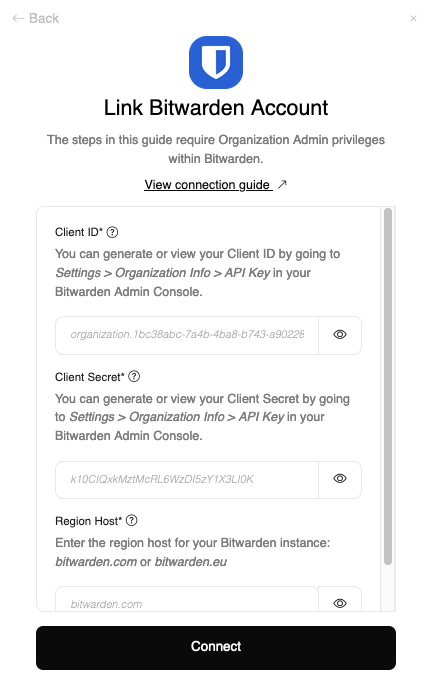 ← Back
×
Link Bitwarden Account
The steps in this guide require Organization Admin privileges
within Bitwarden.
View connection guide ↗
Client ID* ?
You can generate or view your Client ID by going to
Settings > Organization Info > API Key in your
Bitwarden Admin Console.
organization.1bc38abc-7a4b-4ba8-b743-a90228
Client Secret* ?
You can generate or view your Client Secret by going
to Settings > Organization Info > API Key in your
Bitwarden Admin Console.
k10CIQxkMztMcRL6WzDI5zY1X3LI0K
Region Host* ?
Enter the region host for your Bitwarden instance:
bitwarden.com or bitwarden.eu
bitwarden.com
Connect